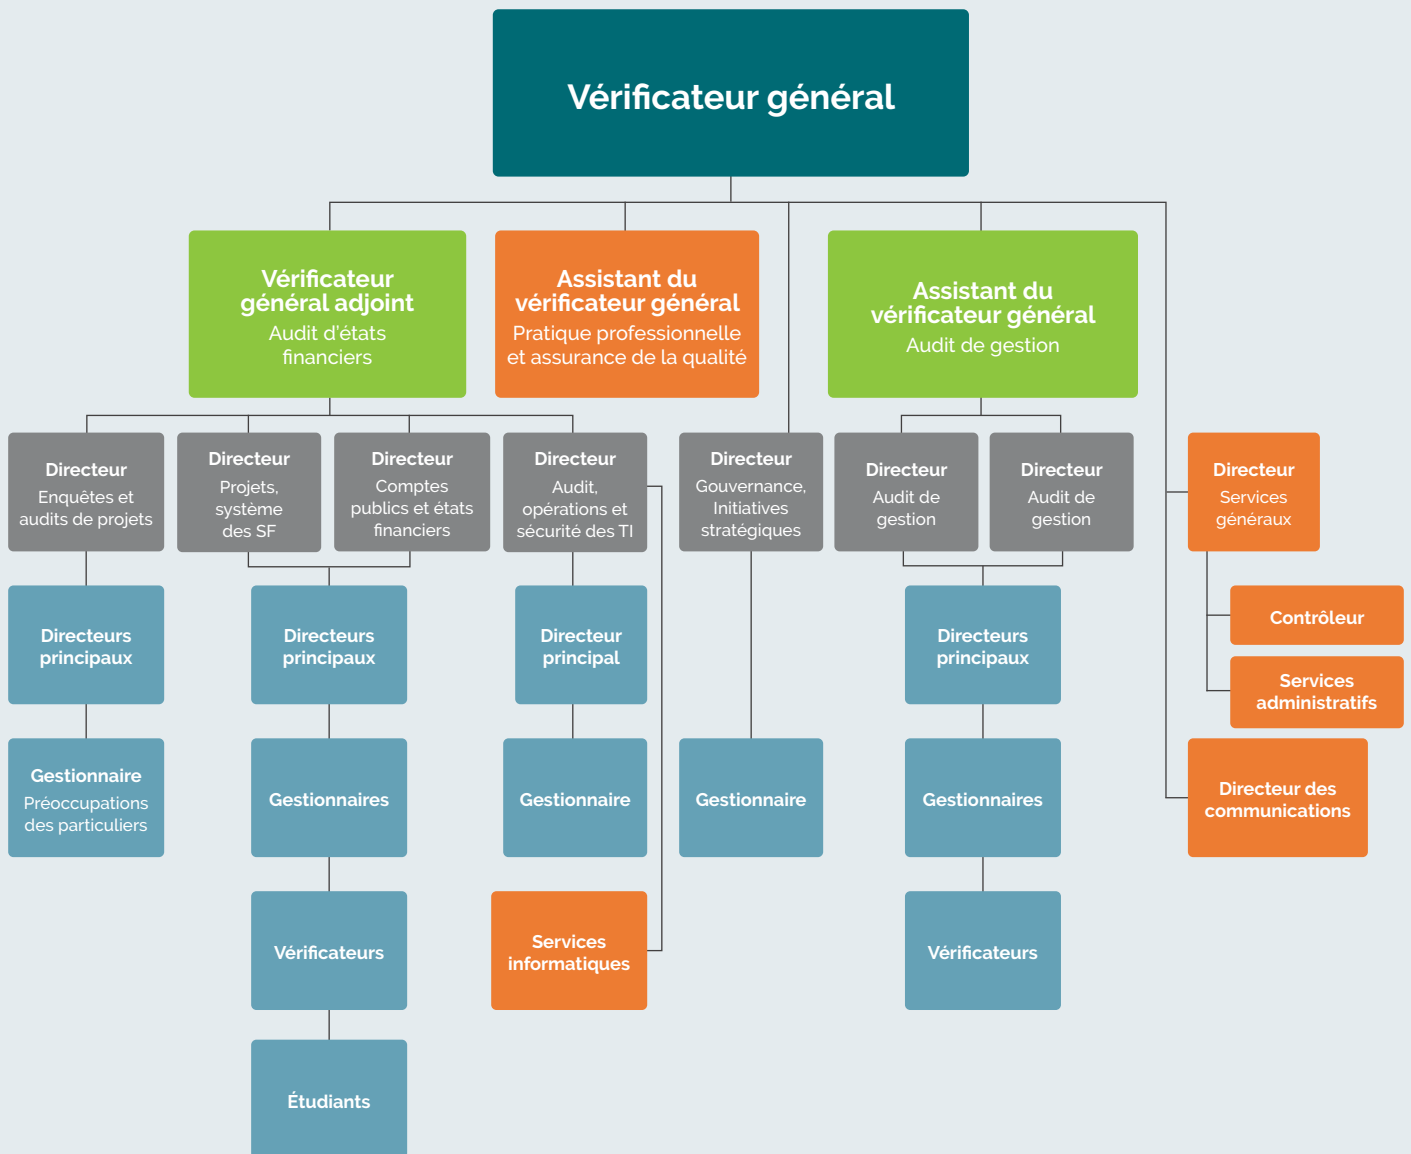 Vérificateur général
Vérificateur
général adjoint
Audit d'états
financiers
Assistant du
vérificateur général
Pratique professionnelle
et assurance de la qualité
Assistant du
vérificateur général
Audit de gestion
Directeur
Enquêtes et
audits de projets
Directeur
Projets,
système
des SF
Directeur
Comptes
publics et états
financiers
Directeur
Audit,
opérations et
sécurité des TI
Directeur
Gouvernance,
Initiatives
stratégiques
Directeur
Audit de
gestion
Directeur
Audit de
gestion
Directeur
Services
généraux
Directeurs
principaux
Directeurs
principaux
Directeur
principal
Directeurs
principaux
Contrôleur
Services
administratifs
Gestionnaire
Préoccupations
des particuliers
Gestionnaires
Gestionnaire
Gestionnaire
Gestionnaires
Directeur des
communications
Vérificateurs
Services
informatiques
Vérificateurs
Étudiants